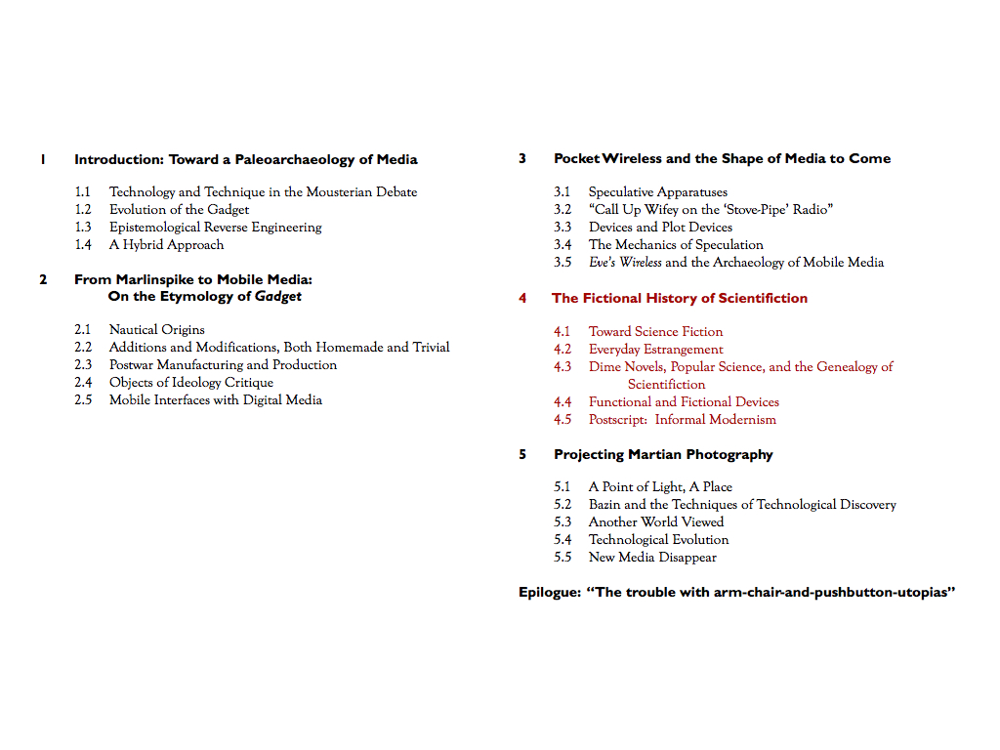 1 Introduction: Toward a Paleoarchaeology of Media
1.1 Technology and Technique in the Mousterian Debate
1.2 Evolution of the Gadget
1.3 Epistemological Reverse Engineering
1.4 A Hybrid Approach
2 From Marlinspike to Mobile Media:
On the Etymology of Gadget
2.1 Nautical Origins
2.2 Additions and Modifications, Both Homemade and Trivial
2.3 Postwar Manufacturing and Production
2.4 Objects of Ideology Critique
2.5 Mobile Interfaces with Digital Media
3 Pocket Wireless and the Shape of Media to Come
3.1 Speculative Apparatuses
3.2 “Call Up Wifey on the ‘Stove-Pipe’ Radio”
3.3 Devices and Plot Devices
3.4 The Mechanics of Speculation
3.5 Eve’s Wireless and the Archaeology of Mobile Media
4 The Fictional History of Scientifiction
4.1 Toward Science Fiction
4.2 Everyday Estrangement
4.3 Dime Novels, Popular Science, and the Genealogy of
Scientifiction
4.4 Functional and Fictional Devices
4.5 Postscript: Informal Modernism
5 Projecting Martian Photography
5.1 A Point of Light, A Place
5.2 Bazin and the Techniques of Technological Discovery
5.3 Another World Viewed
5.4 Technological Evolution
5.5 New Media Disappear
Epilogue: “The trouble with arm-chair-and-pushbutton-utopias”